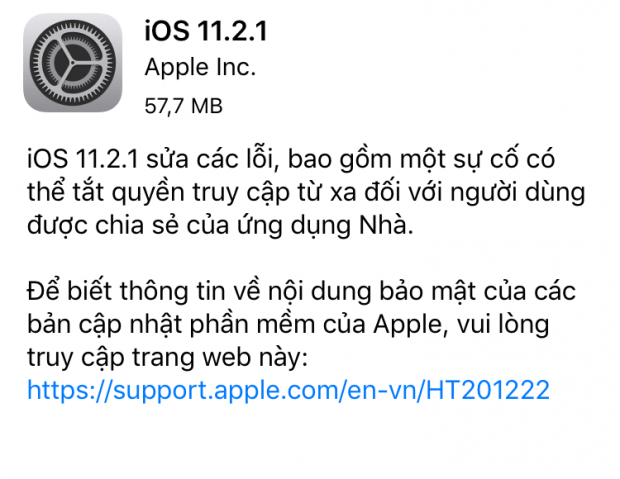 iOS 11.2.1
Apple Inc.
57,7 MB
iOS 11.2.1 sửa các lỗi, bao gồm một sự cố có
thể tắt quyền truy cập từ xa đối với người dùng
được chia sẻ của ứng dụng Nhà.
Để biết thông tin về nội dung bảo mật của các
bản cập nhật phần mềm của Apple, vui lòng
truy cập trang web này:
https://support.apple.com/en-vn/HT201222